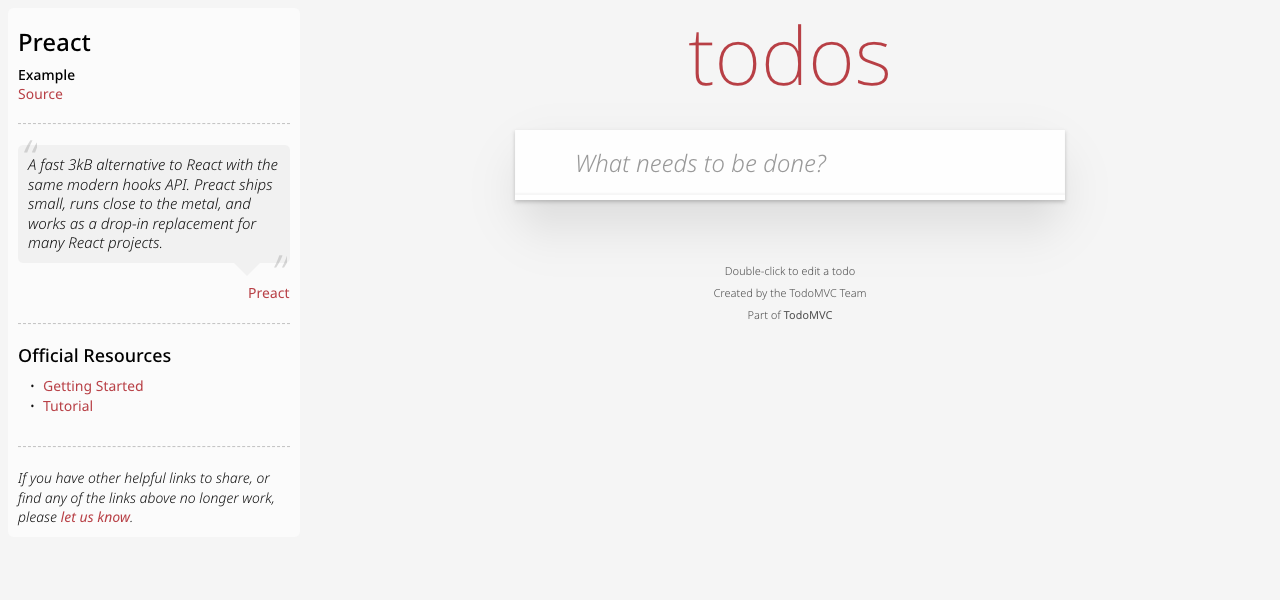 Preact
Example
Source
A fast 3kB alternative to React with the
same modern hooks API. Preact ships
small, runs close to the metal, and
works as a drop-in replacement for
many React projects.
Preact
Official Resources
• Getting Started
• Tutorial
If you have other helpful links to share, or
find any of the links above no longer work,
please let us know.
todos
What needs to be done?
Double-click to edit a todo
Created by the TodoMVC Team
Part of TodoMVC